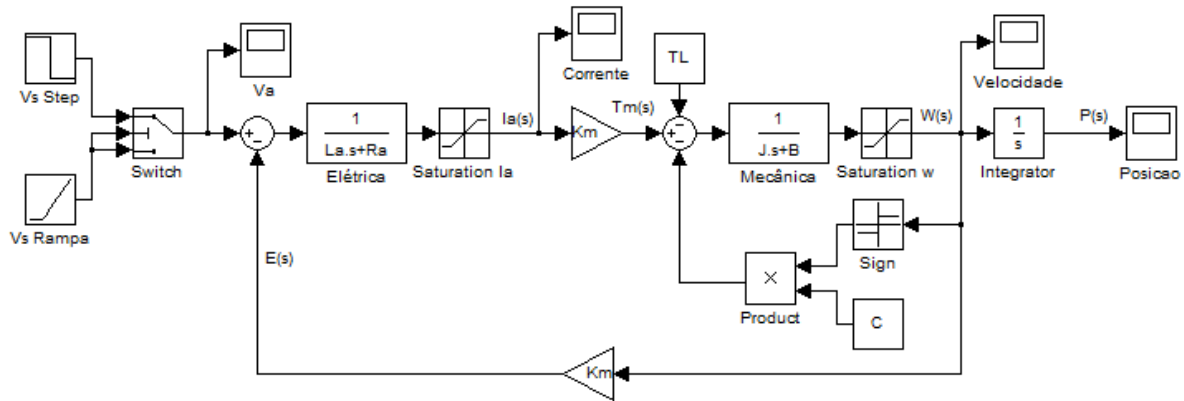 Vs Step
Va
Corrente
TL
Velocidade
Tm(s)
Ia(s)
W(s)
P(s)
+
−
1
La.s+Ra
Km
−
+
−
1
J.s+B
1
s
Switch
Elétrica
Saturation Ia
Mecânica
Saturation w
Integrator
Posicao
Vs Rampa
E(s)
Sign
×
Product
C
Km